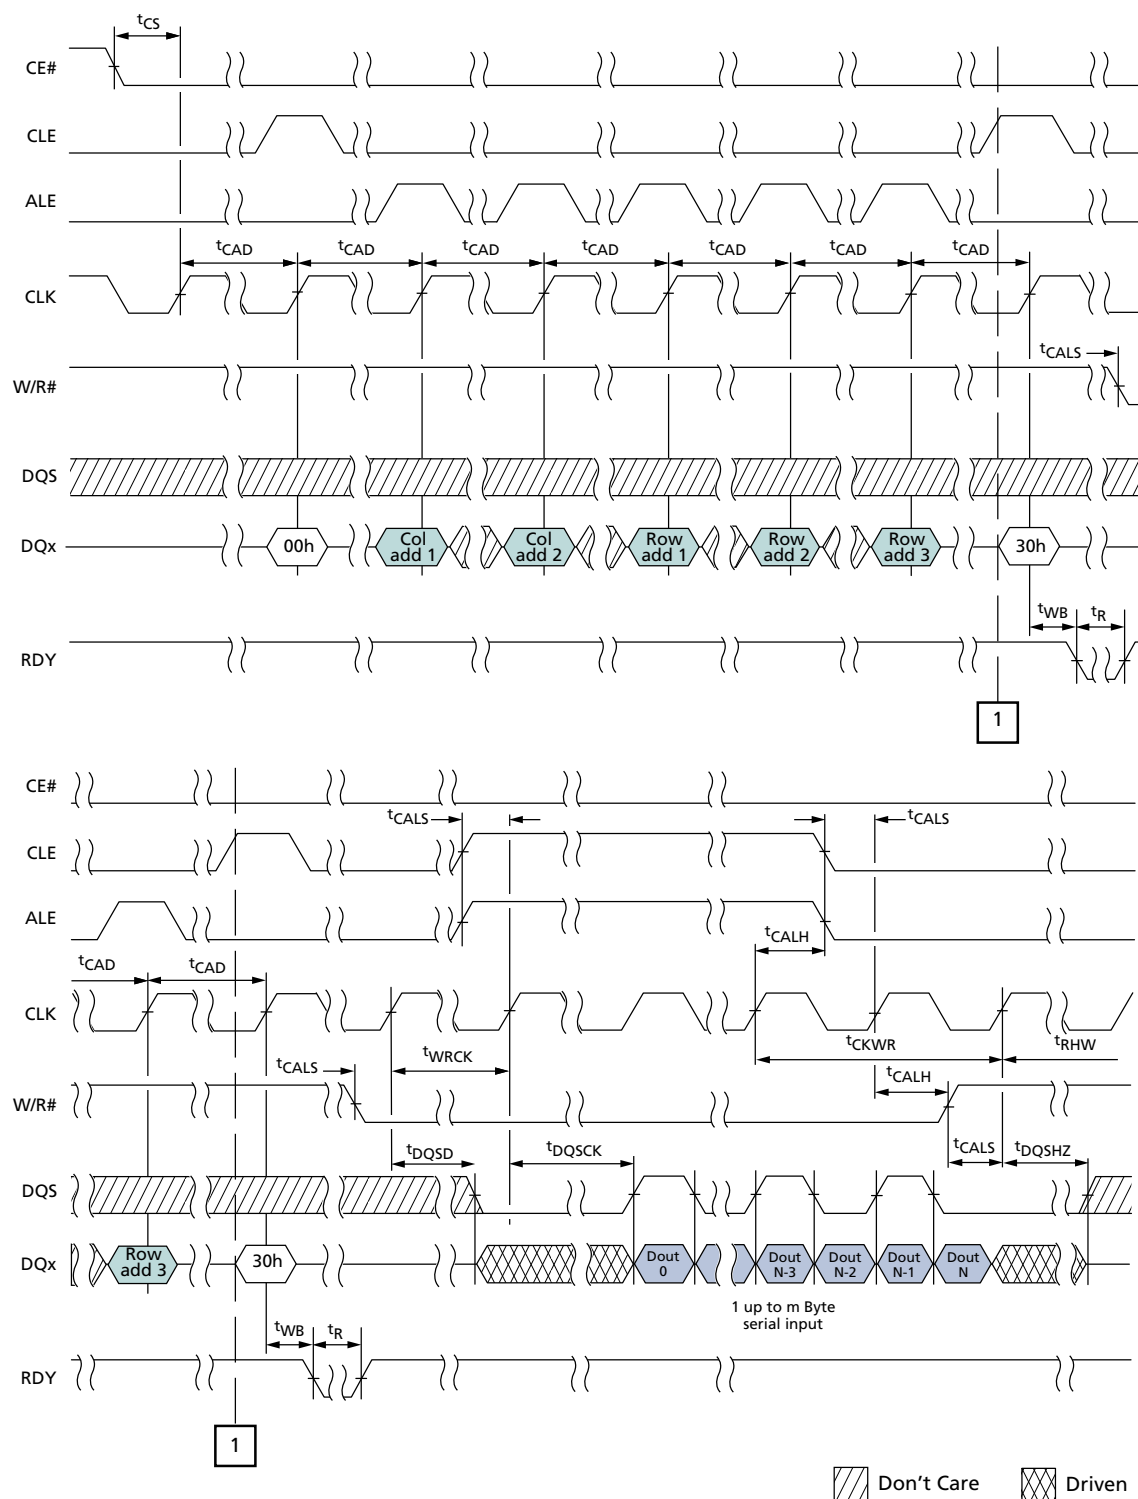 tCS
CE#
CLE
ALE
tCAD tCAD tCAD tCAD tCAD tCAD tCAD
CLK
tCALS
W/R#
DQS
DQx
00h
Col add 1
Col add 2
Row add 1
Row add 2
Row add 3
30h
tWB tR
RDY
1
CE#
tCALS tCALS
CLE
ALE
tCALH
tCAD tCAD
CLK
tCALS tWRCK tCKWR tRHW
tCALH
W/R#
tDQSD tDQSCK tCALS tDQSHZ
DQS
DQx
Row add 3
30h
Dout 0
Dout N-3
Dout N-2
Dout N-1
Dout N
1 up to m Byte
serial input
tWB tR
RDY
1
Don't Care Driven